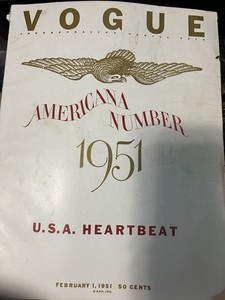 VOGUE
AMERICANA
NUMBER
1951
U.S.A. HEARTBEAT
FEBRUARY 1, 1951 50 CENTS